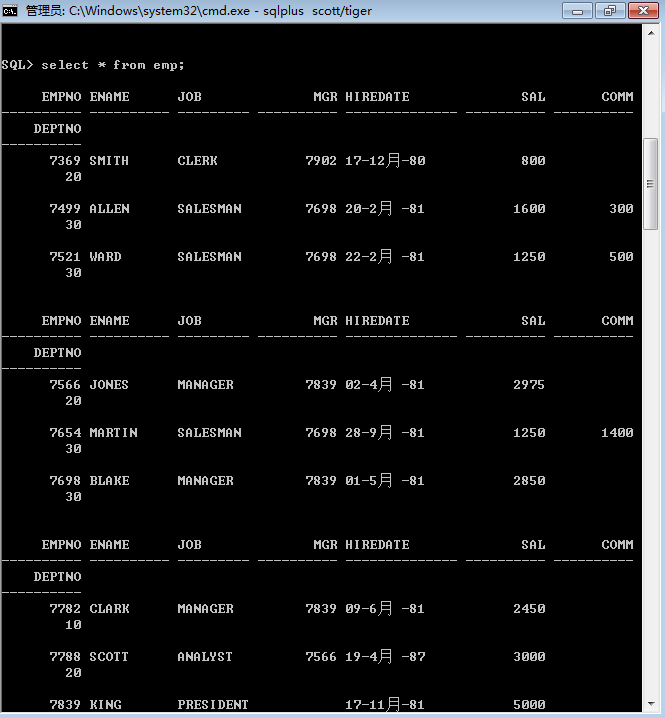 管理员: C:\Windows\system32\cmd.exe - sqlplus  scott/tiger
SQL> select * from emp;
     EMPNO ENAME      JOB              MGR HIREDATE              SAL       COMM
---------- ---------- --------- ---------- -------------- ---------- ----------
    DEPTNO
----------
      7369 SMITH      CLERK           7902 17-12月-80            800
        20
      7499 ALLEN      SALESMAN        7698 20-2月 -81           1600        300
        30
      7521 WARD       SALESMAN        7698 22-2月 -81           1250        500
        30
     EMPNO ENAME      JOB              MGR HIREDATE              SAL       COMM
---------- ---------- --------- ---------- -------------- ---------- ----------
    DEPTNO
----------
      7566 JONES      MANAGER         7839 02-4月 -81           2975
        20
      7654 MARTIN     SALESMAN        7698 28-9月 -81           1250       1400
        30
      7698 BLAKE      MANAGER         7839 01-5月 -81           2850
        30
     EMPNO ENAME      JOB              MGR HIREDATE              SAL       COMM
---------- ---------- --------- ---------- -------------- ---------- ----------
    DEPTNO
----------
      7782 CLARK      MANAGER         7839 09-6月 -81           2450
        10
      7788 SCOTT      ANALYST         7566 19-4月 -87           3000
        20
      7839 KING       PRESIDENT            17-11月-81           5000